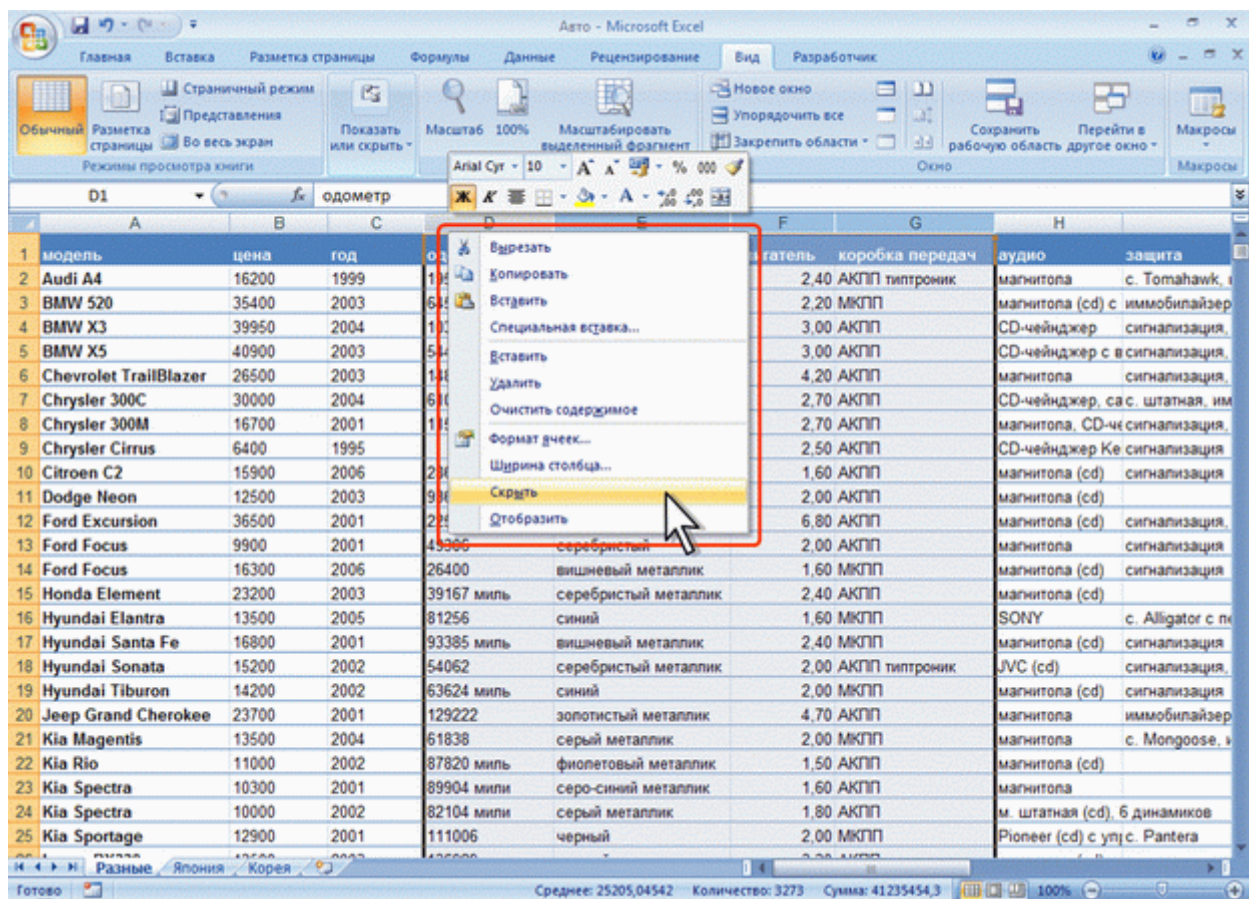 Авто - Microsoft Excel
Главная Вставка Разметка страницы Формулы Данные Рецензирование Вид Разработчик
Обычный Разметка страницы Страничный режим Представления Во весь экран
Показать или скрыть
Масштаб 100% Масштабировать выделенный фрагмент
Новое окно Упорядочить все Закрепить области
Сохранить рабочую область Перейти в другое окно Макросы
Режимы просмотра книги Окно Макросы
Arial Cyr 10 % 000
Ж К A
D1 fx одометр
A B C D E F G H
1 модель цена год коробка передач аудио защита
2 Audi A4 16200 1999 2,40 АКПП типтроник магнитола с. Tomahawk,
3 BMW 520 35400 2003 2,20 МКПП магнитола (cd) с иммобилайзер
4 BMW X3 39950 2004 3,00 АКПП CD-чейнджер сигнализация,
5 BMW X5 40900 2003 3,00 АКПП CD-чейнджер с сигнализация,
6 Chevrolet TrailBlazer 26500 2003 4,20 АКПП магнитола сигнализация,
7 Chrysler 300C 30000 2004 2,70 АКПП CD-чейнджер, са с. штатная, им
8 Chrysler 300M 16700 2001 2,70 АКПП магнитола, CD-че сигнализация,
9 Chrysler Cirrus 6400 1995 2,50 АКПП CD-чейнджер Ke сигнализация
10 Citroen C2 15900 2006 1,60 АКПП магнитола (cd) сигнализация
11 Dodge Neon 12500 2003 2,00 АКПП магнитола (cd)
12 Ford Excursion 36500 2001 6,80 АКПП магнитола (cd) сигнализация,
13 Ford Focus 9900 2001 серебристый 2,00 АКПП магнитола сигнализация
14 Ford Focus 16300 2006 26400 вишневый металлик 1,60 МКПП магнитола (cd) сигнализация
15 Honda Element 23200 2003 39167 миль серебристый металлик 2,40 АКПП магнитола (cd)
16 Hyundai Elantra 13500 2005 81256 синий 1,60 МКПП SONY с. Alligator с
17 Hyundai Santa Fe 16800 2001 93385 миль вишневый металлик 2,40 МКПП магнитола (cd) сигнализация
18 Hyundai Sonata 15200 2002 54062 серебристый металлик 2,00 АКПП типтроник JVC (cd) сигнализация,
19 Hyundai Tiburon 14200 2002 63624 миль синий 2,00 МКПП магнитола (cd) сигнализация
20 Jeep Grand Cherokee 23700 2001 129222 золотистый металлик 4,70 АКПП магнитола иммобилайзер
21 Kia Magentis 13500 2004 61838 серый металлик 2,00 МКПП магнитола с. Mongoose,
22 Kia Rio 11000 2002 87820 миль фиолетовый металлик 1,50 АКПП магнитола (cd)
23 Kia Spectra 10300 2001 89904 мили серо-синий металлик 1,60 АКПП магнитола
24 Kia Spectra 10000 2002 82104 мили серый металлик 1,80 АКПП м. штатная (cd), 6 динамиков
25 Kia Sportage 12900 2001 111006 черный 2,00 МКПП Pioneer (cd) с с. Pantera
Вырезать
Копировать
Вставить
Специальная вставка...
Вставить
Удалить
Очистить содержимое
Формат ячеек...
Ширина столбца...
Скрыть
Отобразить
Разные Япония Корея
Готово Среднее: 25205,04542 Количество: 3273 Сумма: 41235454,3 100%